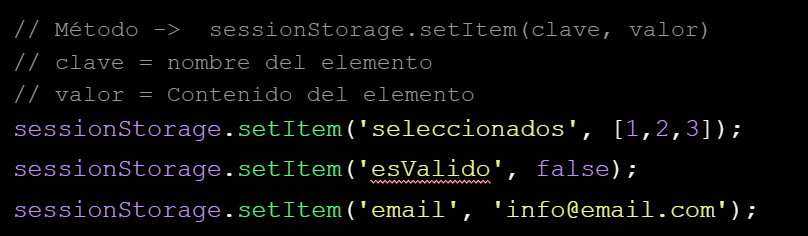 // Método –>  sessionStorage.setItem(clave, valor)
// clave = nombre del elemento
// valor = Contenido del elemento
sessionStorage.setItem('seleccionados', [1,2,3]);
sessionStorage.setItem('esValido', false);
sessionStorage.setItem('email', 'info@email.com');